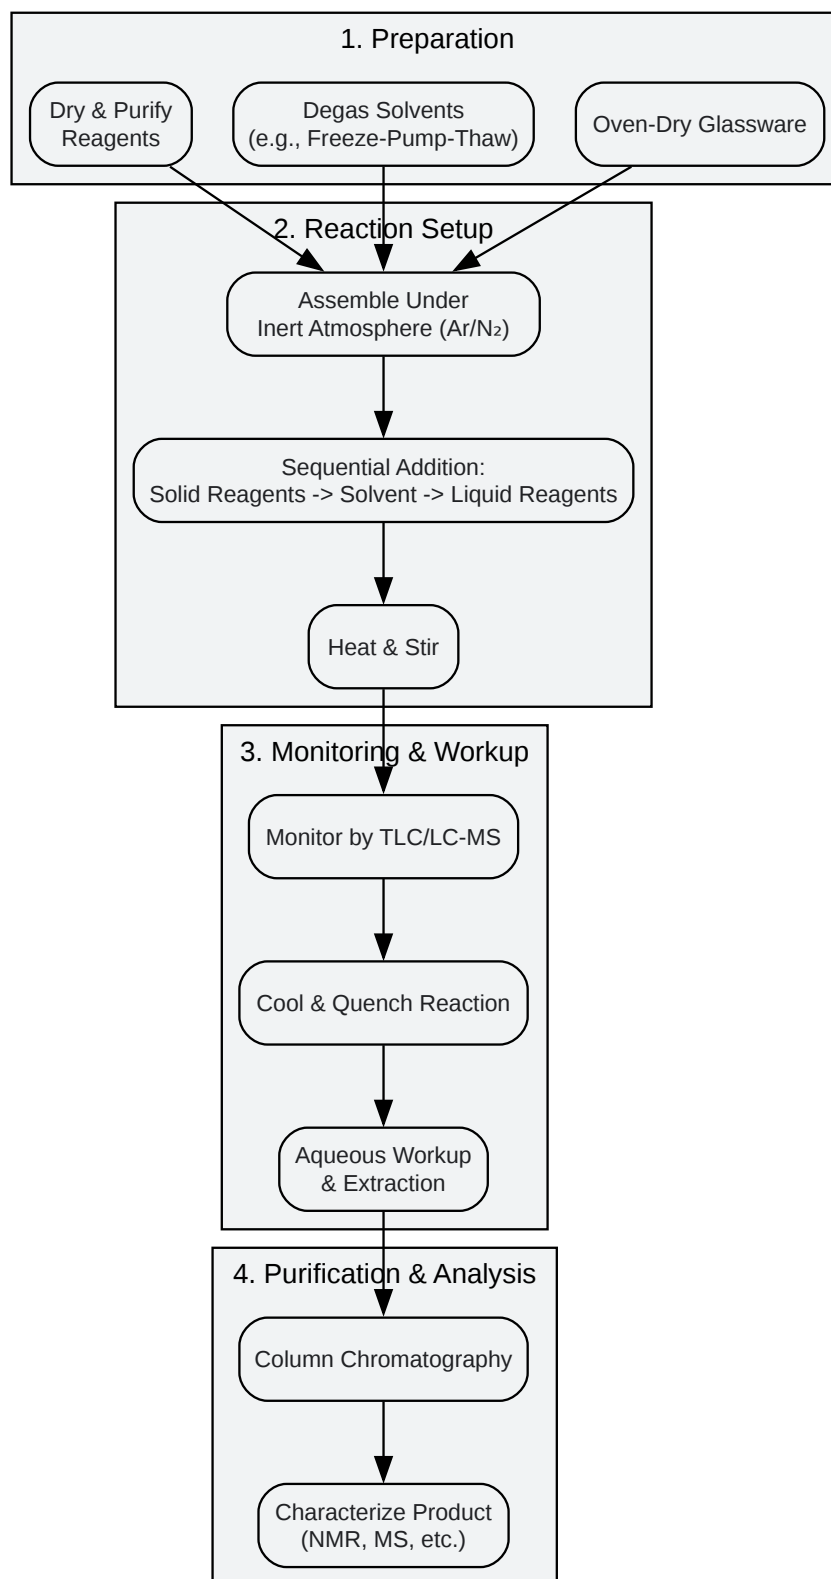 1. Preparation
Dry & Purify
Reagents
Degas Solvents
(e.g., Freeze-Pump-Thaw)
Oven-Dry Glassware
2. Reaction Setup
Assemble Under
Inert Atmosphere (Ar/N₂)
Sequential Addition:
Solid Reagents -> Solvent -> Liquid Reagents
Heat & Stir
3. Monitoring & Workup
Monitor by TLC/LC-MS
Cool & Quench Reaction
Aqueous Workup
& Extraction
4. Purification & Analysis
Column Chromatography
Characterize Product
(NMR, MS, etc.)